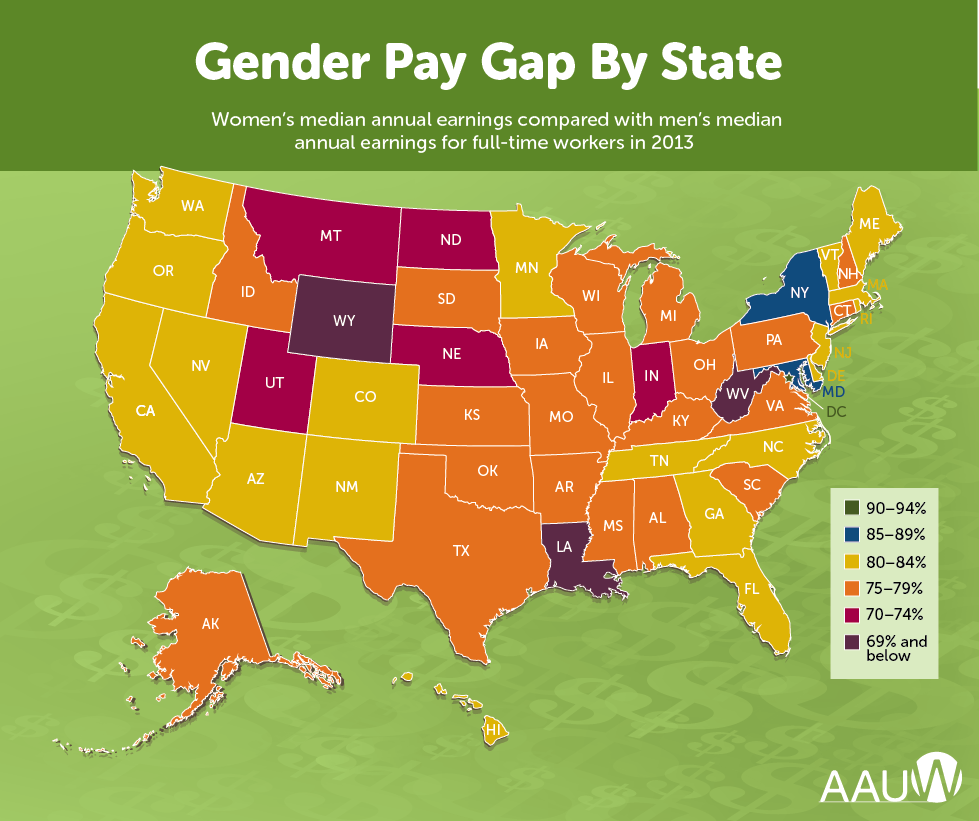 Gender Pay Gap By State
Women's median annual earnings compared with men's median
annual earnings for full-time workers in 2013
WA
MT
ND
MN
ME
VT
NH
OR
ID
SD
WI
MI
NY
MA
CT
RI
WY
NE
IA
PA
NJ
NV
UT
CO
IL
IN
OH
DE
MD
WV
VA
DC
CA
KS
MO
KY
AZ
NM
OK
AR
TN
NC
SC
TX
LA
MS
AL
GA
FL
AK
HI
90–94%
85–89%
80–84%
75–79%
70–74%
69% and
below
AAUW